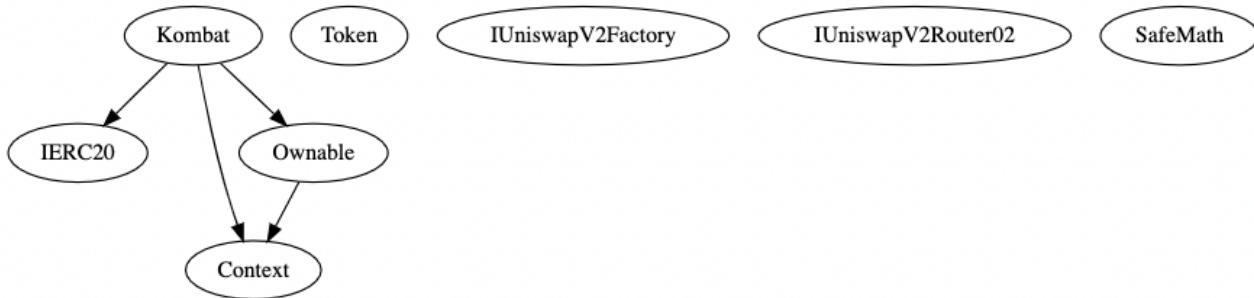 Kombat
Token
IUniswapV2Factory
IUniswapV2Router02
SafeMath
IERC20
Ownable
Context